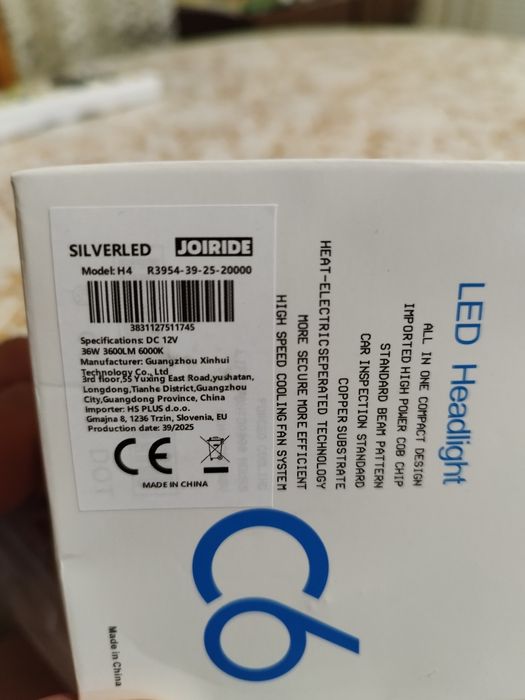 SILVERLED JOIRIDE
Model: H4 R3954-39-25-20000
3831127511745
Specifications: DC 12V
36W 3600LM 6000K
Manufacturer: Guangzhou Xinhui
Technology Co., Ltd
3rd floor,55 Yuxing East Road,yushatan,
Longdong,Tianhe District,Guangzhou
City,Guangdong Province, China
Importer: HS PLUS d.o.o.
Gmajna 8, 1236 Trzin, Slovenia, EU
Production date: 39/2025
CE
MADE IN CHINA
LED Headlight
ALL IN ONE COMPACT DESIGN
IMPORTED HIGH POWER COB CHIP
STANDARD BEAM PATTERN
CAR INSPECTION STANDARD
COPPER SUBSTRATE
HEAT-ELECTRICSEPERATED TECHNOLOGY
MORE SECURE MORE EFFICIENT
HIGH SPEED COOLING FAN SYSTEM
C6
Made in China